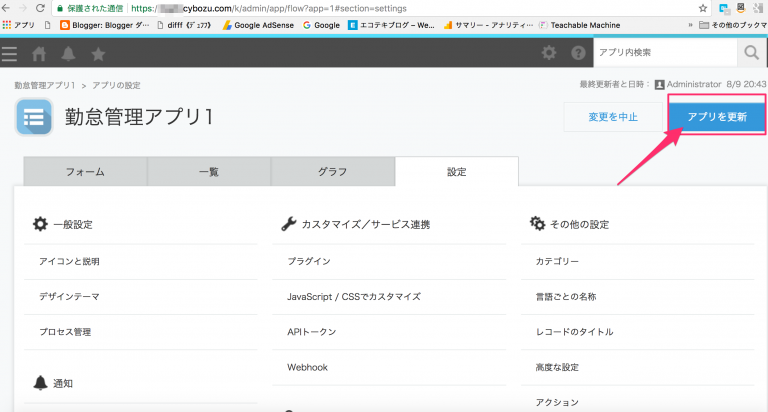 保護された通信 https:// cybozu.com/k/admin/app/flow?app=1#section=settings
アプリ Blogger: Blogger ダ… difff《ﾃﾞｭﾌﾌ》 Google AdSense Google エコテキブログ – We… サマリー - アナリティ… Teachable Machine » その他のブックマ
アプリ内検索
勤怠管理アプリ1 > アプリの設定
最終更新者と日時： Administrator 8/9 20:43
勤怠管理アプリ1
変更を中止
アプリを更新
フォーム 一覧 グラフ 設定
一般設定
アイコンと説明
デザインテーマ
プロセス管理
通知
カスタマイズ／サービス連携
プラグイン
JavaScript / CSSでカスタマイズ
APIトークン
Webhook
その他の設定
カテゴリー
言語ごとの名称
レコードのタイトル
高度な設定
アクション